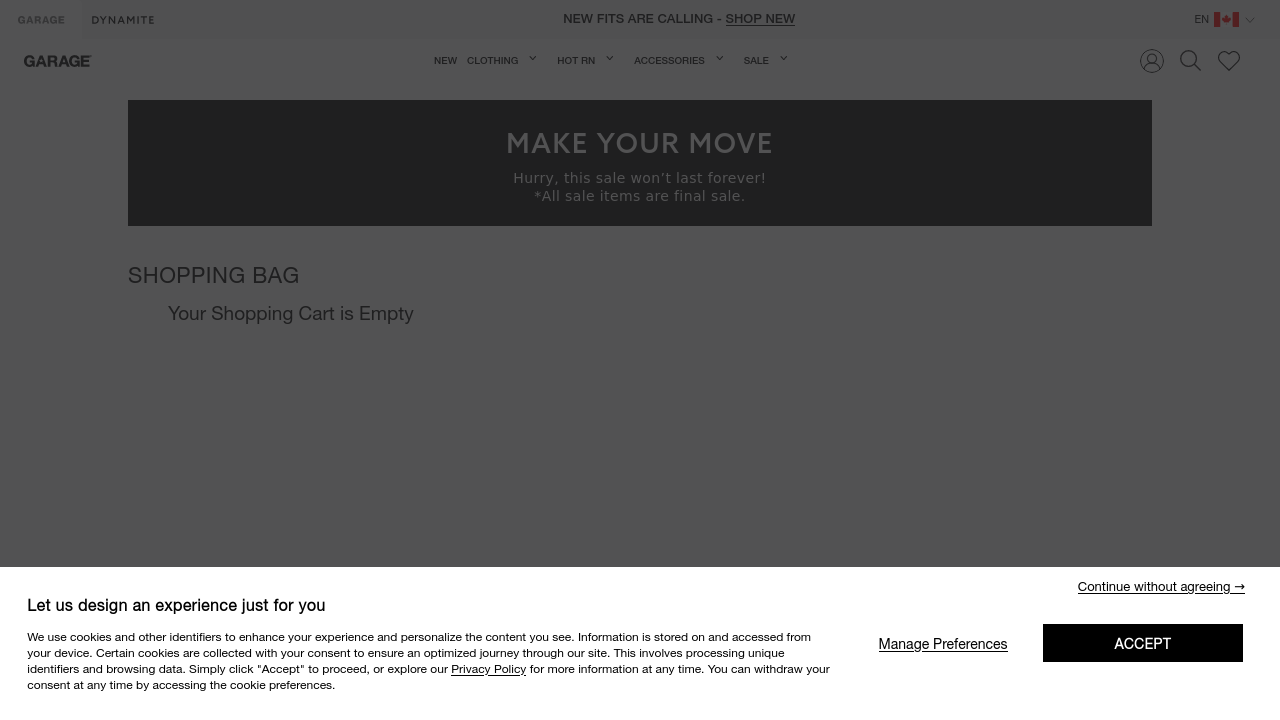 GARAGE
DYNAMITE
NEW FITS ARE CALLING - SHOP NEW
EN
GARAGE
NEW CLOTHING HOT RN ACCESSORIES SALE
MAKE YOUR MOVE
Hurry, this sale won’t last forever!
*All sale items are final sale.
SHOPPING BAG
Your Shopping Cart is Empty
Continue without agreeing →
Let us design an experience just for you
We use cookies and other identifiers to enhance your experience and personalize the content you see. Information is stored on and accessed from
your device. Certain cookies are collected with your consent to ensure an optimized journey through our site. This involves processing unique
identifiers and browsing data. Simply click "Accept" to proceed, or explore our Privacy Policy for more information at any time. You can withdraw your
consent at any time by accessing the cookie preferences.
Manage Preferences
ACCEPT